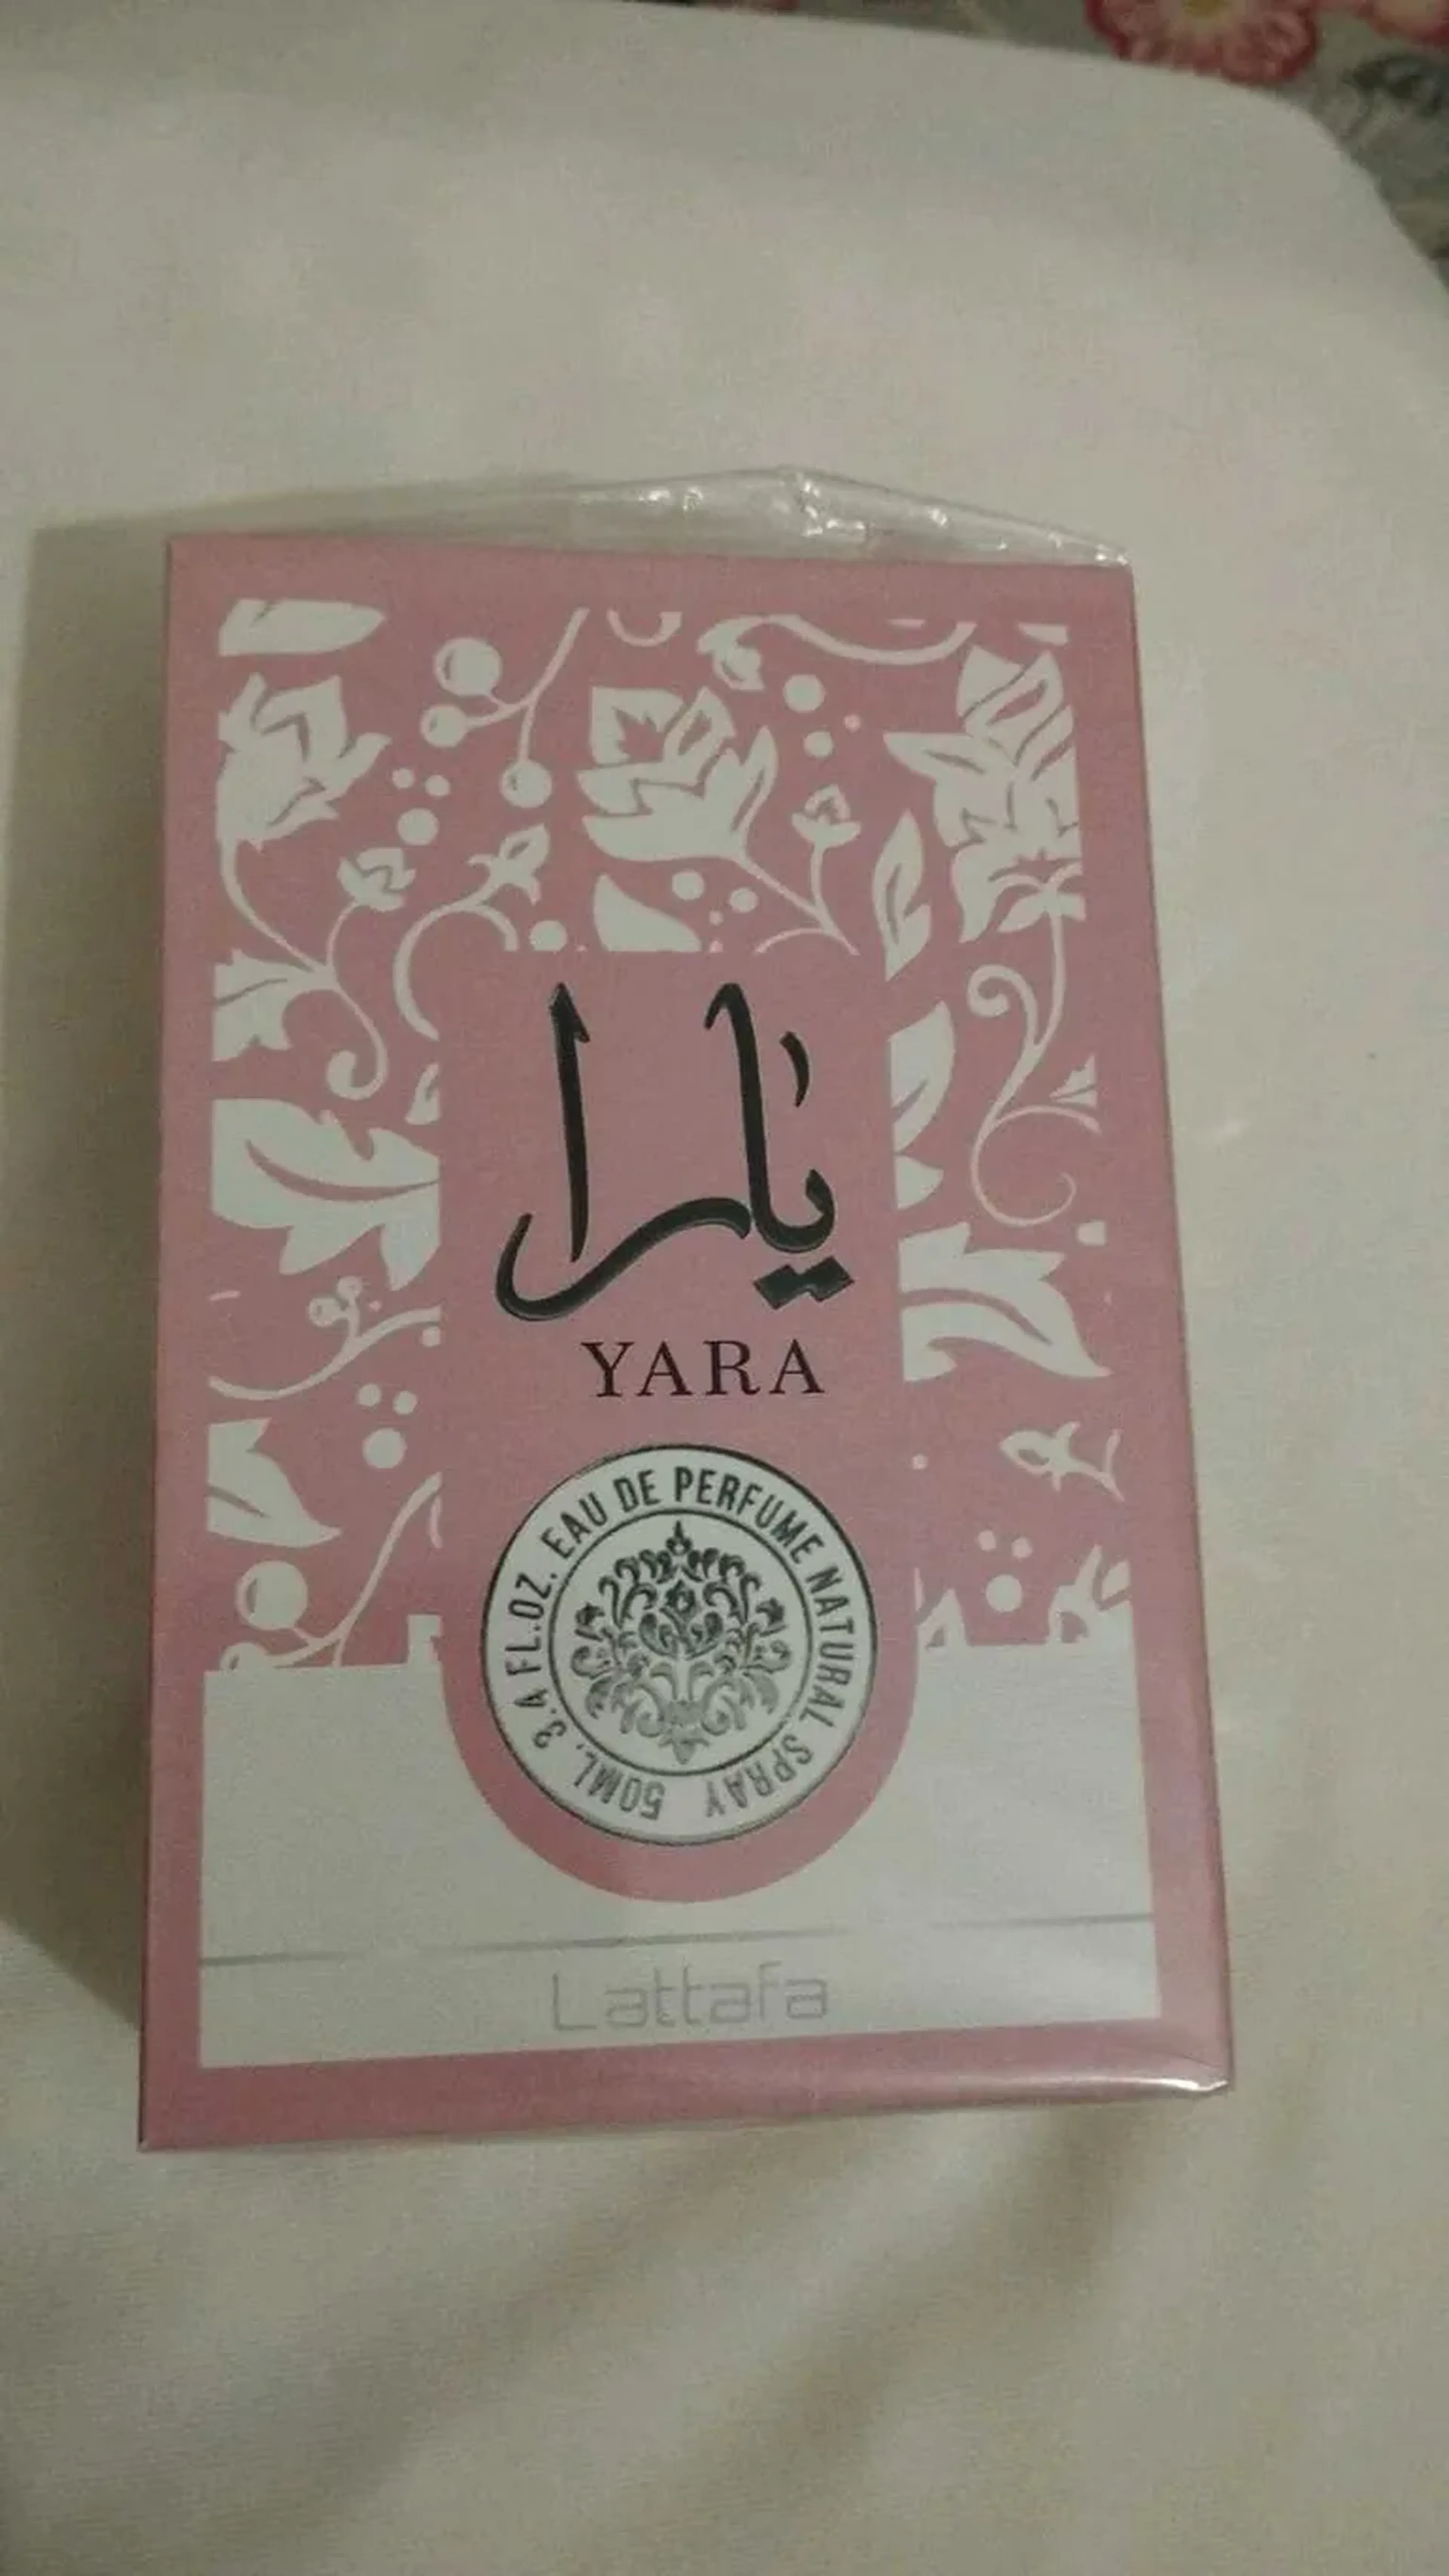 يارا
YARA
50ML. 3.4 FL.OZ. EAU DE PERFUME NATURAL SPRAY
Lattafa